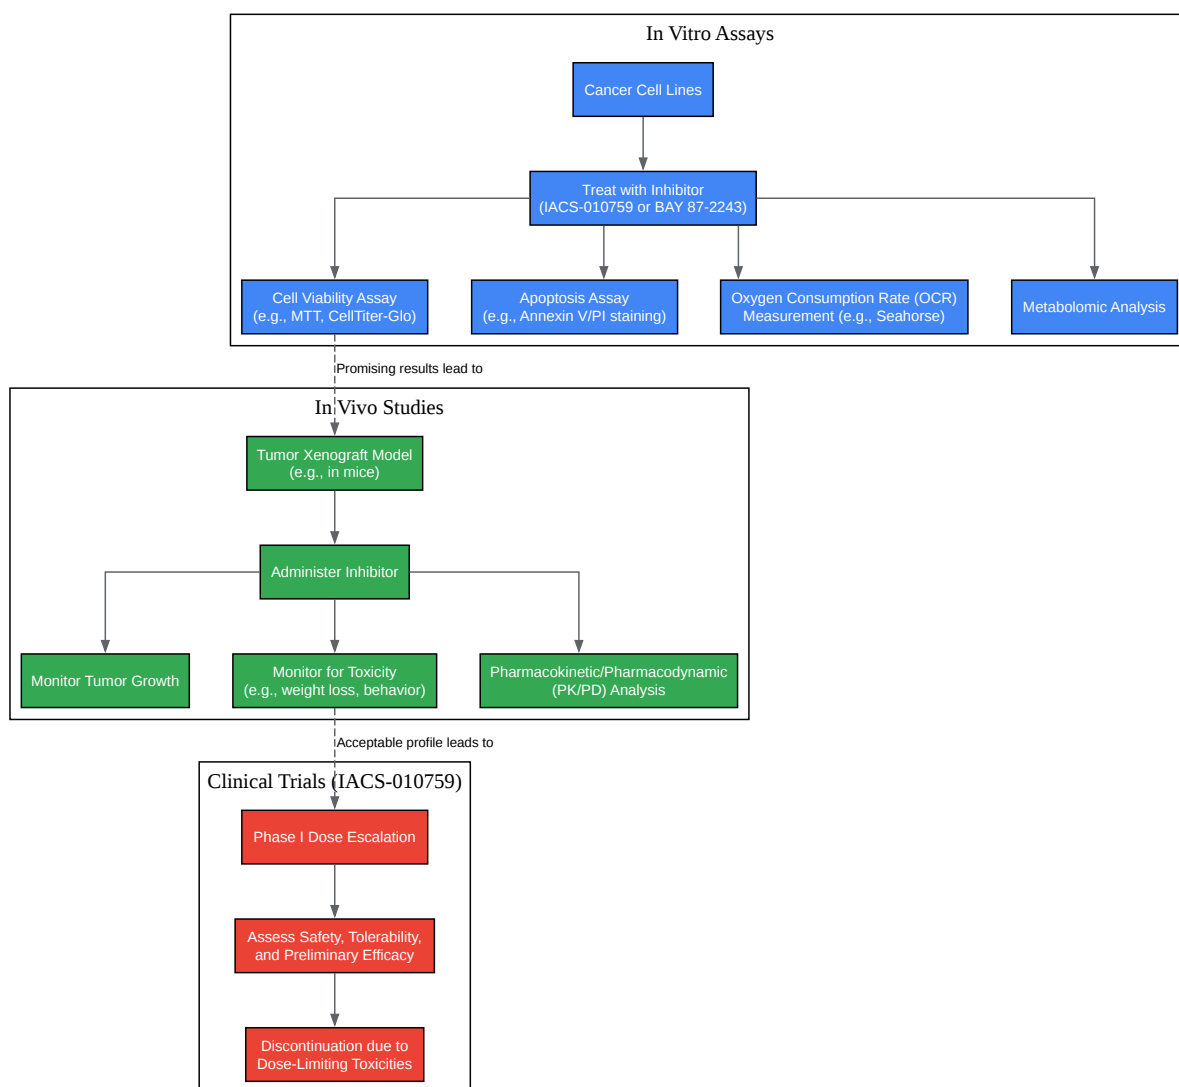 In Vitro Assays
Cancer Cell Lines
Treat with Inhibitor
(IACS-010759 or BAY 87-2243)
Cell Viability Assay
(e.g., MTT, CellTiter-Glo)
Apoptosis Assay
(e.g., Annexin V/PI staining)
Oxygen Consumption Rate (OCR)
Measurement (e.g., Seahorse)
Metabolomic Analysis
Promising results lead to
In Vivo Studies
Tumor Xenograft Model
(e.g., in mice)
Administer Inhibitor
Monitor Tumor Growth
Monitor for Toxicity
(e.g., weight loss, behavior)
Pharmacokinetic/Pharmacodynamic
(PK/PD) Analysis
Acceptable profile leads to
Clinical Trials (IACS-010759)
Phase I Dose Escalation
Assess Safety, Tolerability,
and Preliminary Efficacy
Discontinuation due to
Dose-Limiting Toxicities